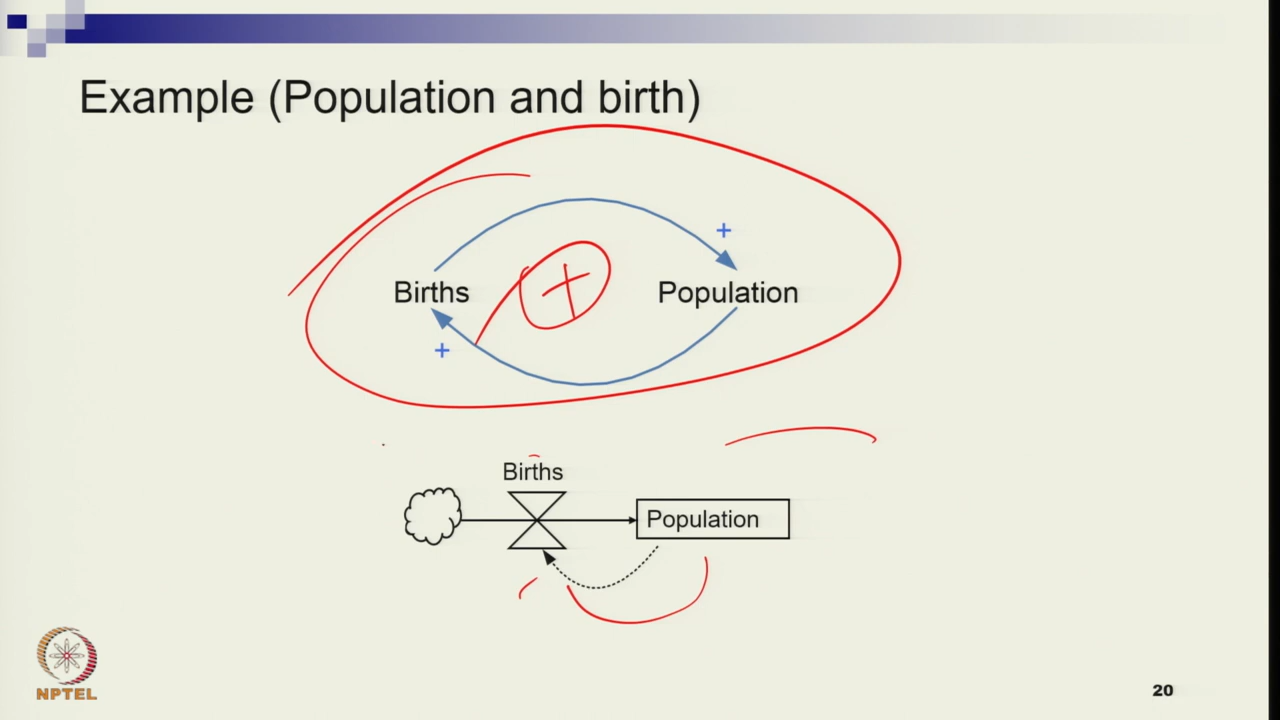 Example (Population and birth)
+
Births
+
Population
+
Births
Population
NPTEL
20